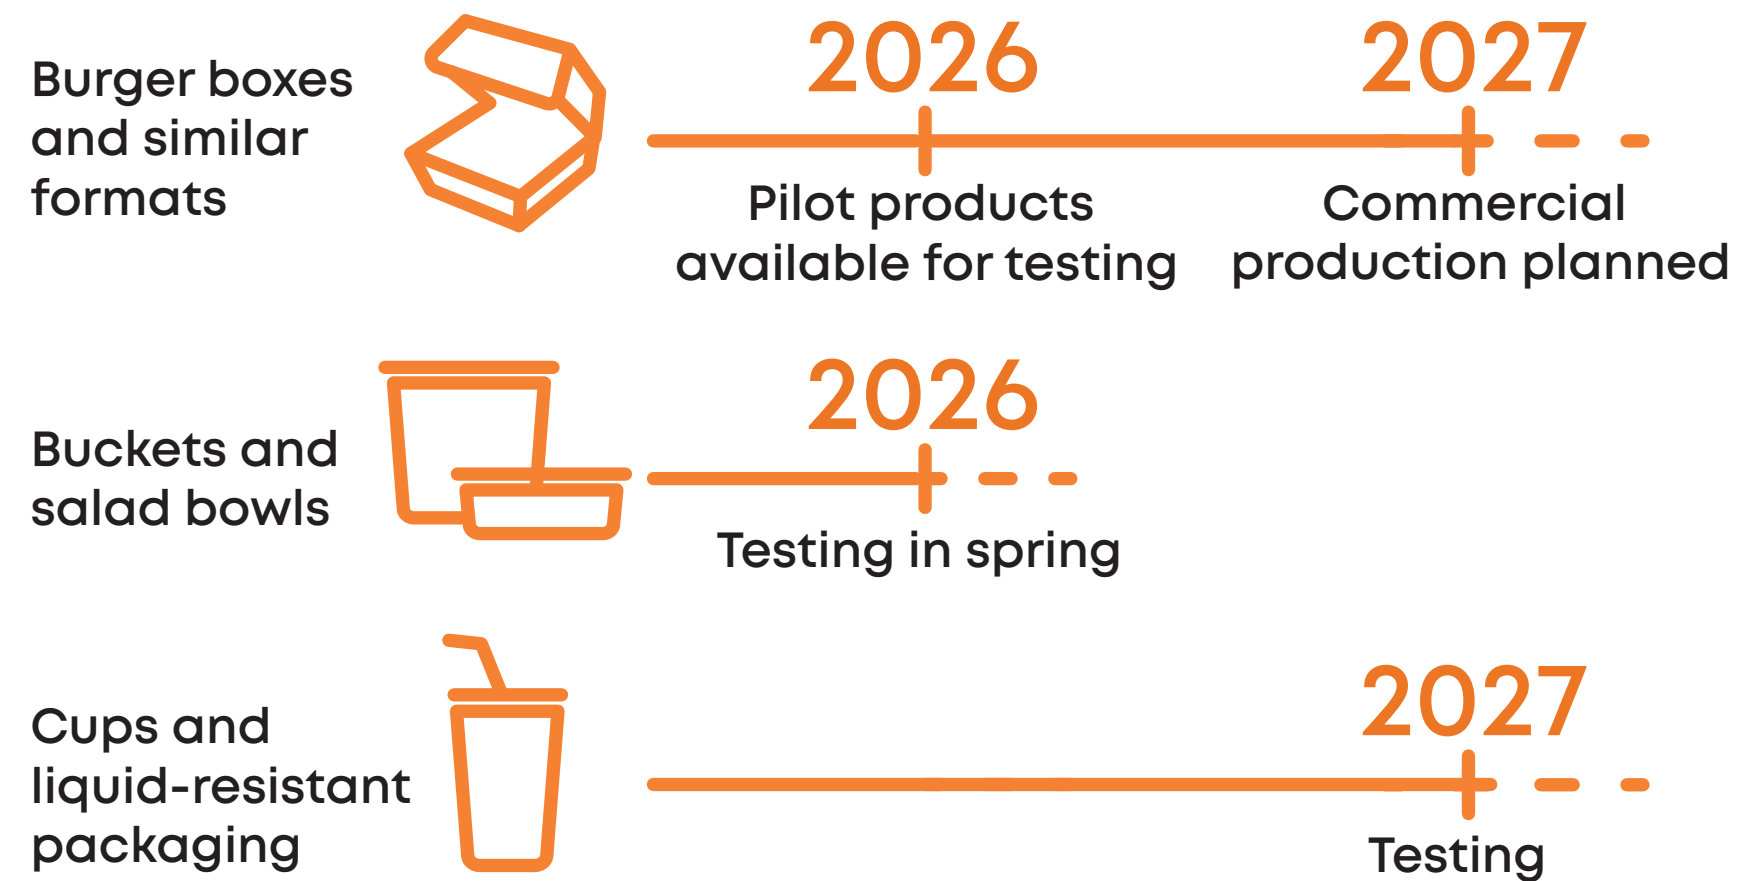 Burger boxes
and similar
formats
2026
Pilot products
available for testing
2027
Commercial
production planned
Buckets and
salad bowls
2026
Testing in spring
Cups and
liquid-resistant
packaging
2027
Testing